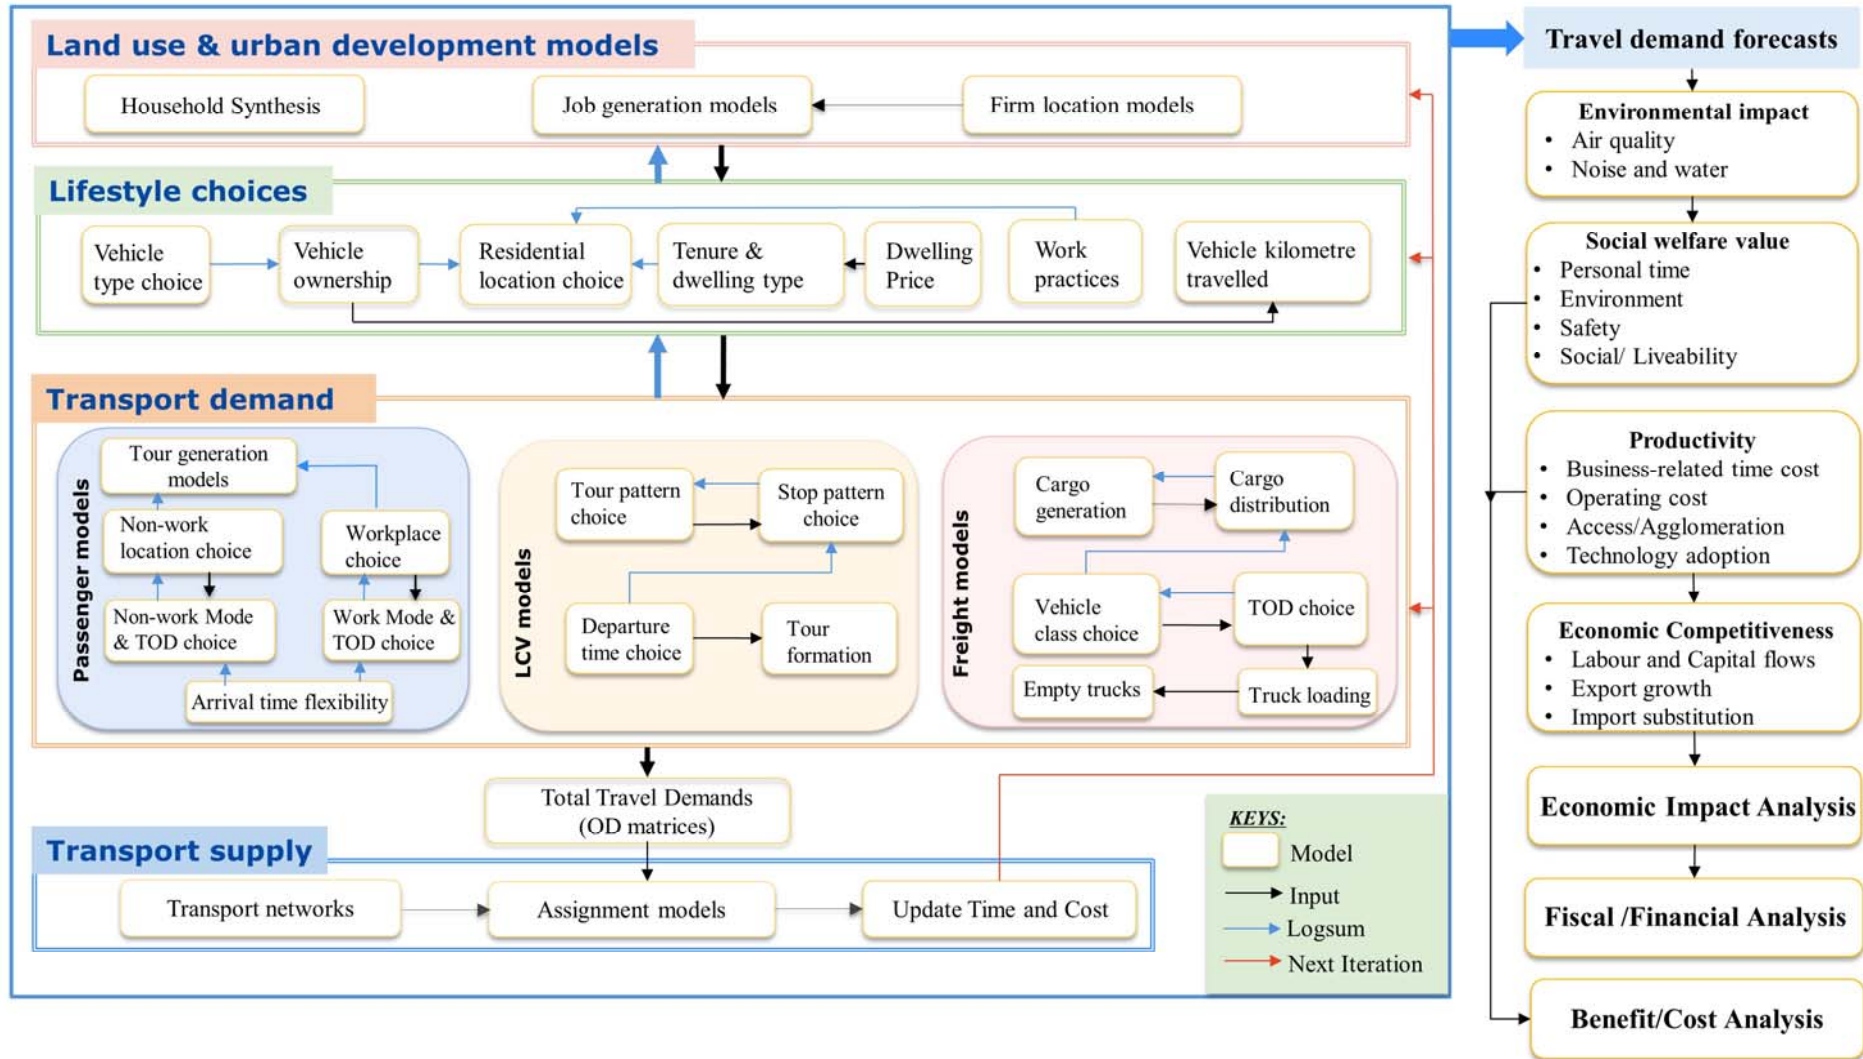 Land use & urban development models
Household Synthesis
Job generation models
Firm location models
Lifestyle choices
Vehicle
type choice
Vehicle
ownership
Residential
location choice
Tenure &
dwelling type
Dwelling
Price
Work
practices
Vehicle kilometre
travelled
Transport demand
Passenger models
Tour generation
models
Non-work
location choice
Workplace
choice
Non-work Mode
& TOD choice
Work Mode &
TOD choice
Arrival time flexibility
LCV models
Tour pattern
choice
Stop pattern
choice
Departure
time choice
Tour
formation
Freight models
Cargo
generation
Cargo
distribution
Vehicle
class choice
TOD choice
Empty trucks
Truck loading
Total Travel Demands
(OD matrices)
Transport supply
Transport networks
Assignment models
Update Time and Cost
KEYS:
Model
Input
Logsum
Next Iteration
Travel demand forecasts
Environmental impact
• Air quality
• Noise and water
Social welfare value
• Personal time
• Environment
• Safety
• Social/ Liveability
Productivity
• Business-related time cost
• Operating cost
• Access/Agglomeration
• Technology adoption
Economic Competitiveness
• Labour and Capital flows
• Export growth
• Import substitution
Economic Impact Analysis
Fiscal /Financial Analysis
Benefit/Cost Analysis